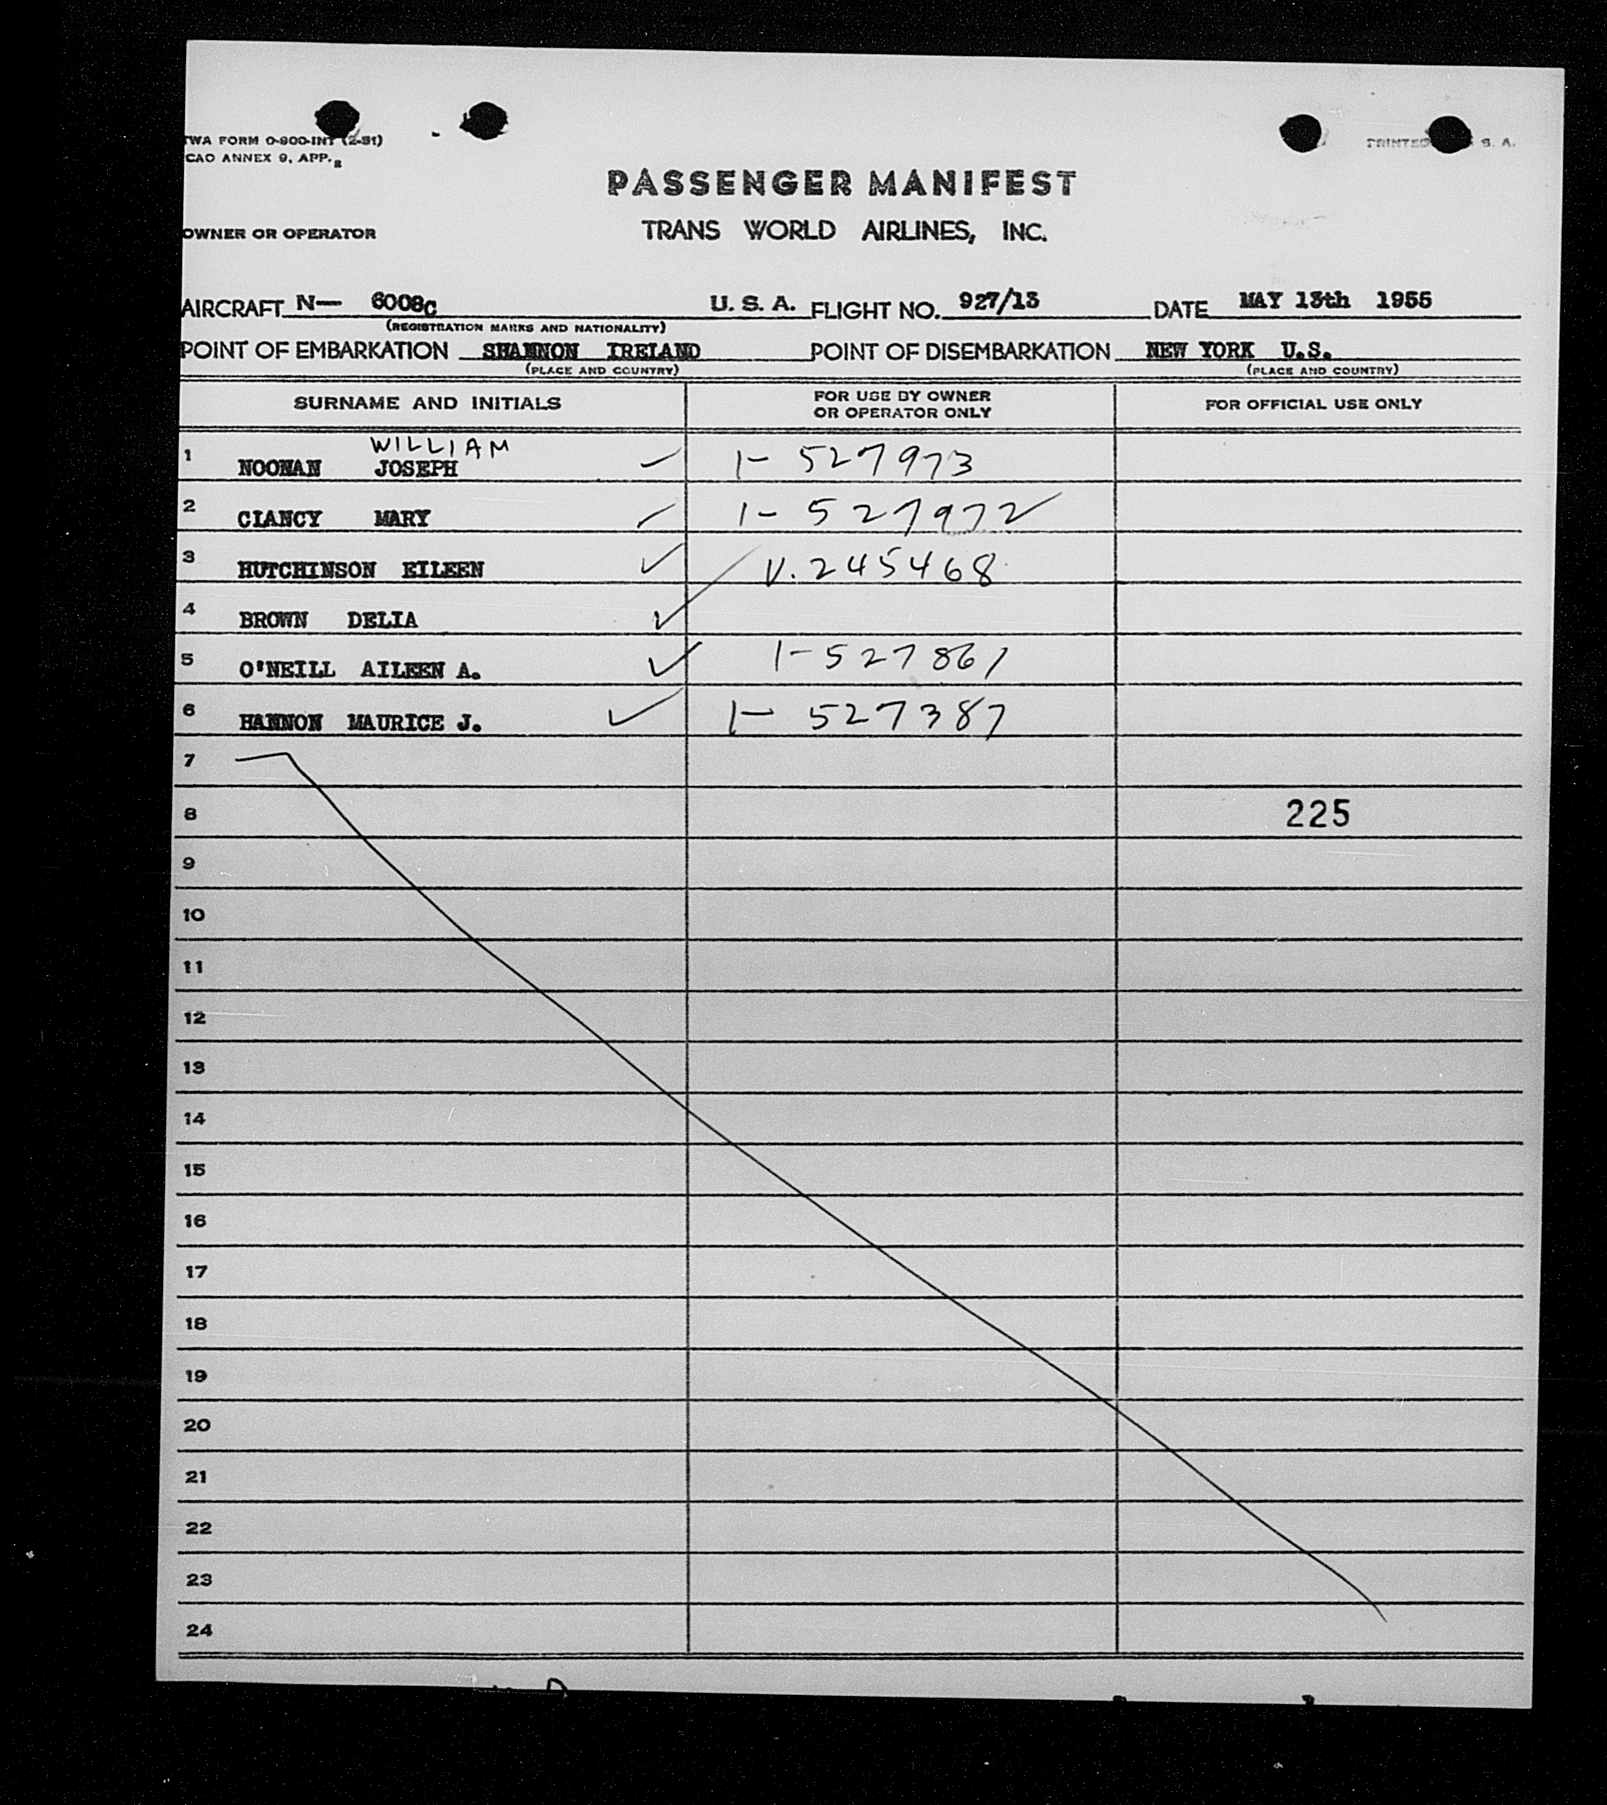 TWA FORM O-800-INT (2-51)
ICAO ANNEX 9, APP. 2
PRINTED U. S. A.
PASSENGER MANIFEST
OWNER OR OPERATOR TRANS WORLD AIRLINES, INC.
AIRCRAFT N— 6008C U. S. A. FLIGHT NO. 927/13 DATE MAY 13th 1955
(REGISTRATION MARKS AND NATIONALITY)
POINT OF EMBARKATION SHANNON IRELAND POINT OF DISEMBARKATION NEW YORK U.S.
(PLACE AND COUNTRY) (PLACE AND COUNTRY)
SURNAME AND INITIALS FOR USE BY OWNER OR OPERATOR ONLY FOR OFFICIAL USE ONLY
WILLIAM
1 NOONAN JOSEPH ✓ 1- 527973
2 CLANCY MARY ✓ 1- 527972 ✓
3 HUTCHINSON EILEEN ✓ V. 245468
4 BROWN DELIA ✓
5 O'NEILL AILEEN A. ✓ 1-527861
6 HANNON MAURICE J. ✓ 1- 527387
7
8 225
9
10
11
12
13
14
15
16
17
18
19
20
21
22
23
24